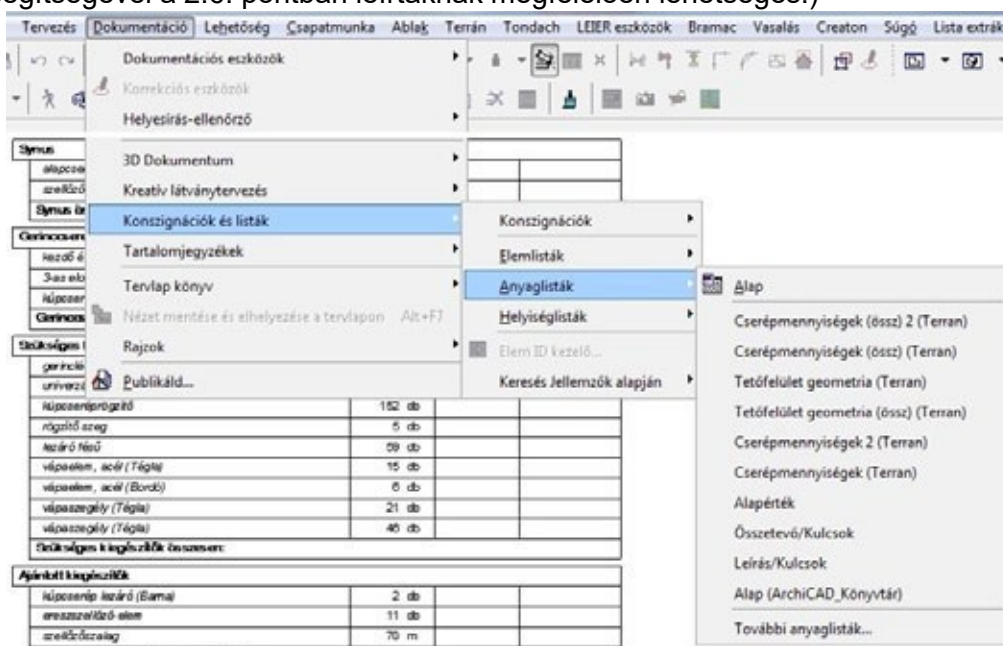 segítségével a 2.6. pontban leírtaknak megfelelően lehetséges.)
Tervezés Dokumentáció Lehetőség Csapatmunka Ablak Terrán Tondach LEIER eszközök Bramac Vasalás Creaton Súgó Lista extrák
Dokumentációs eszközök
Korrekciós eszközök
Helyesírás-ellenőrző
3D Dokumentum
Kreatív látványtervezés
Konszignációk és listák
Tartalomjegyzékek
Tervlap könyv
Nézet mentése és elhelyezése a tervlapon Alt+F7
Rajzok
Publikáld...
Konszignációk
Elemlisták
Anyaglisták
Helyiséglisták
Elem ID kezelő...
Keresés Jellemzők alapján
Alap
Cserépmennyiségek (össz) 2 (Terran)
Cserépmennyiségek (össz) (Terran)
Tetőfelület geometria (Terran)
Tetőfelület geometria (össz) (Terran)
Cserépmennyiségek 2 (Terran)
Cserépmennyiségek (Terran)
Alapérték
Összetevő/Kulcsok
Leírás/Kulcsok
Alap (ArchiCAD_Könyvtár)
További anyaglisták...
kúpcseréprögzítő 152 db
rögzítő szeg 5 db
lezáró fésű 59 db
vápaelem, acél (Tégla) 15 db
vápaelem, acél (Bordó) 6 db
vápaszegély (Tégla) 21 db
vápaszegély (Tégla) 46 db
Szükséges kiegészítők összesen:
Ajánlott kiegészítők
kúpcserép lezáró (Barna) 2 db
ereszszellőző elem 11 db
szellőzőszalag 70 m